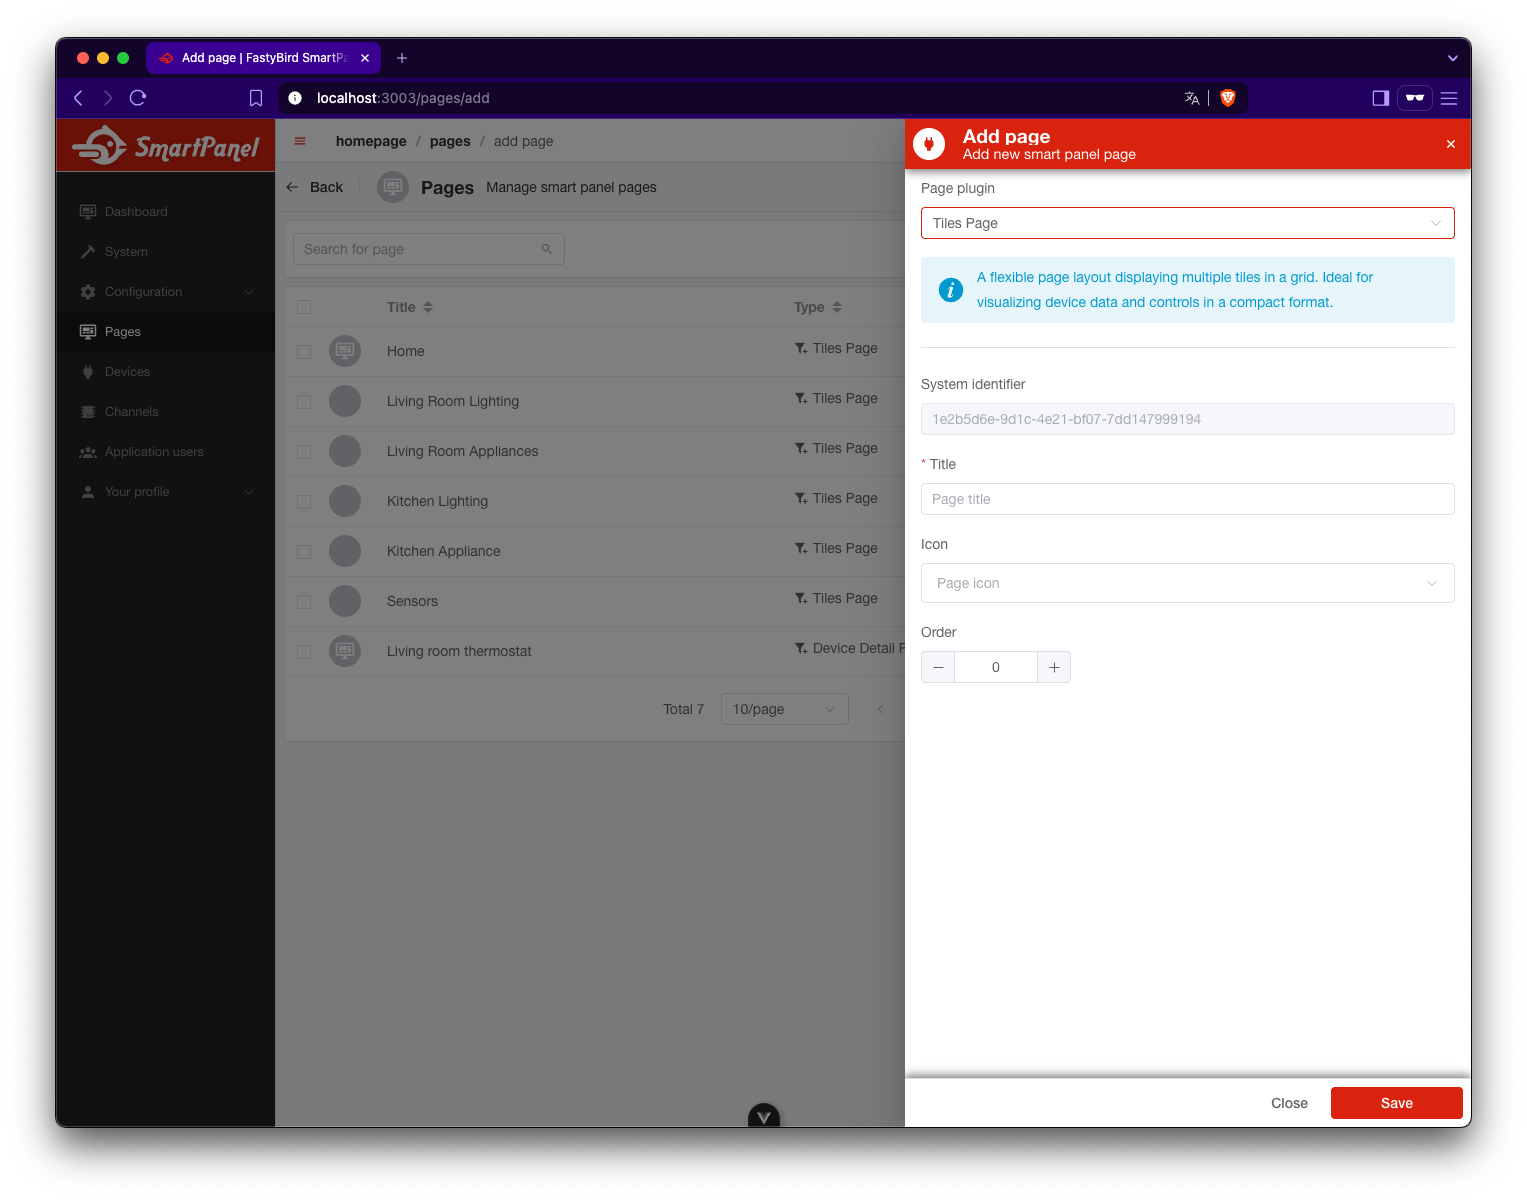 Add page | FastyBird SmartPa
localhost:3003/pages/add
SmartPanel
Dashboard
System
Configuration
Pages
Devices
Channels
Application users
Your profile
homepage / pages / add page
Back
Pages
Manage smart panel pages
Search for page
Title
Type
Home
Tiles Page
Living Room Lighting
Tiles Page
Living Room Appliances
Tiles Page
Kitchen Lighting
Tiles Page
Kitchen Appliance
Tiles Page
Sensors
Tiles Page
Living room thermostat
Device Detail
Total 7
10/page
Add page
Add new smart panel page
Page plugin
Tiles Page
A flexible page layout displaying multiple tiles in a grid. Ideal for
visualizing device data and controls in a compact format.
System identifier
1e2b5d6e-9d1c-4e21-bf07-7dd147999194
* Title
Page title
Icon
Page icon
Order
0
Close
Save